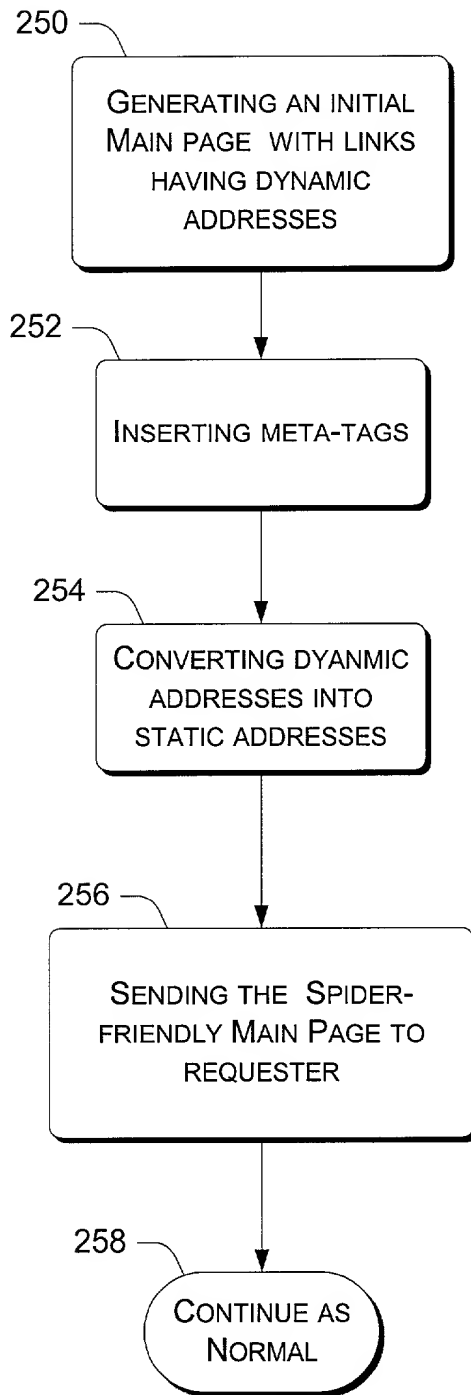 250
GENERATING AN INITIAL
MAIN PAGE WITH LINKS
HAVING DYNAMIC
ADDRESSES
252
INSERTING META-TAGS
254
CONVERTING DYANMIC
ADDRESSES INTO
STATIC ADDRESSES
256
SENDING THE SPIDER-
FRIENDLY MAIN PAGE TO
REQUESTER
258
CONTINUE AS
NORMAL